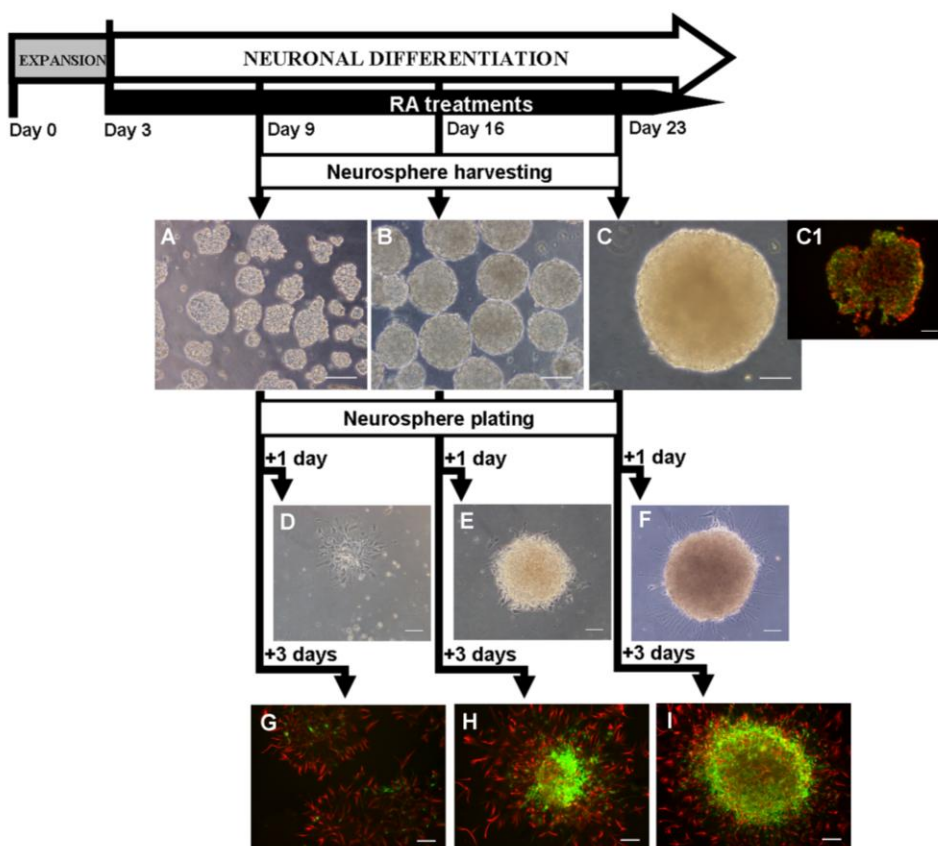 EXPANSION
NEURONAL DIFFERENTIATION
RA treatments
Day 0
Day 3
Day 9
Day 16
Day 23
Neurosphere harvesting
A
B
C
C1
Neurosphere plating
+1 day
+1 day
+1 day
D
E
F
+3 days
+3 days
+3 days
G
H
I